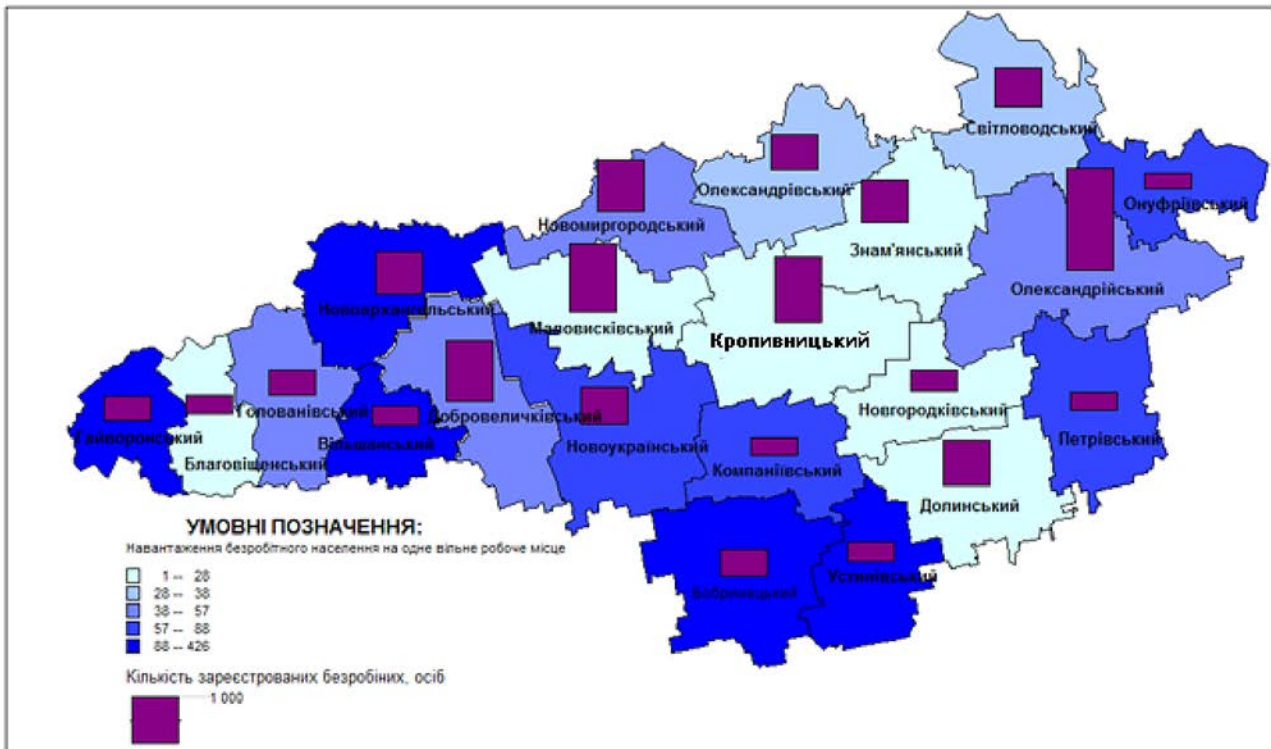 Світловодський
Олександрівський
Онуфріївський
Новомиргородський
Знам'янський
Олександрійський
Новоархангельський
Маловисківський
Кропивницький
Голованівський
Новгородківський
Добровеличківський
Гайворонський
Вільшанський
Новоукраїнський
Петрівський
Благовіщенський
Компаніївський
Долинський
Устинівський
Бобринецький
УМОВНІ ПОЗНАЧЕННЯ:
Навантаження безробітного населення на одне вільне робоче місце
1 -- 28
28 -- 38
38 -- 57
57 -- 88
88 -- 426
Кількість зареєстрованих безробіних, осіб
1 000